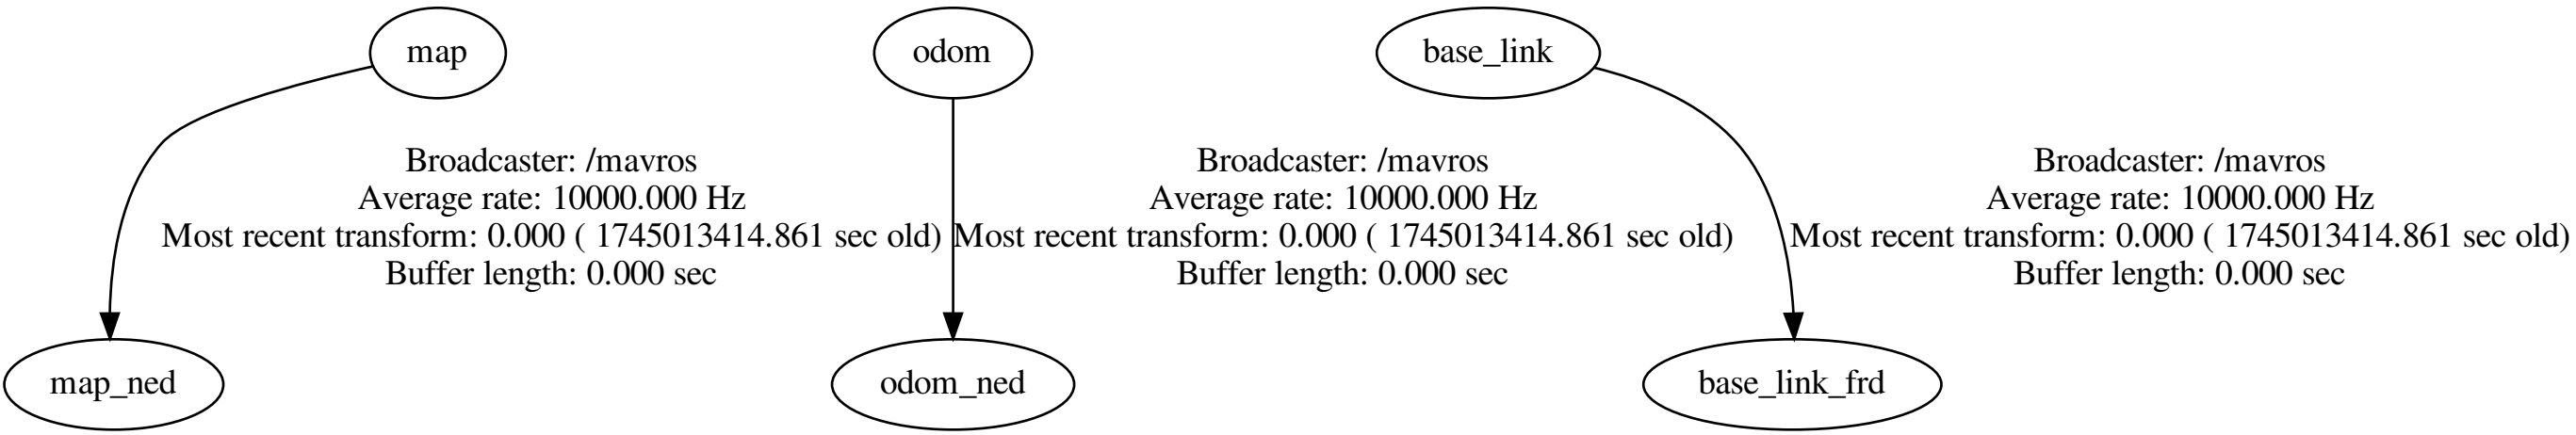 map
odom
base_link
Broadcaster: /mavros
Average rate: 10000.000 Hz
Most recent transform: 0.000 ( 1745013414.861 sec old)
Buffer length: 0.000 sec
Broadcaster: /mavros
Average rate: 10000.000 Hz
Most recent transform: 0.000 ( 1745013414.861 sec old)
Buffer length: 0.000 sec
Broadcaster: /mavros
Average rate: 10000.000 Hz
Most recent transform: 0.000 ( 1745013414.861 sec old)
Buffer length: 0.000 sec
map_ned
odom_ned
base_link_frd